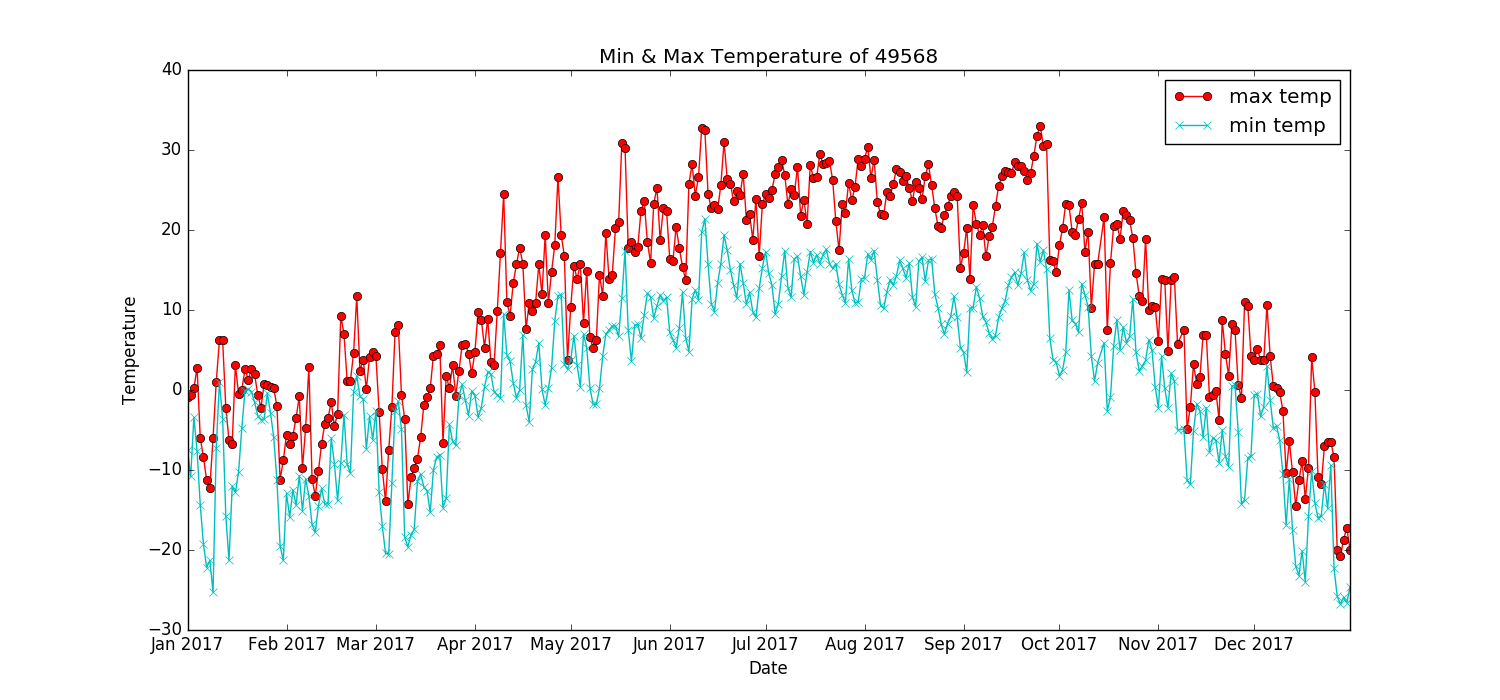 Min & Max Temperature of 49568
max temp
min temp
Temperature
40
30
20
10
0
−10
−20
−30
Jan 2017 Feb 2017 Mar 2017 Apr 2017 May 2017 Jun 2017 Jul 2017 Aug 2017 Sep 2017 Oct 2017 Nov 2017 Dec 2017
Date